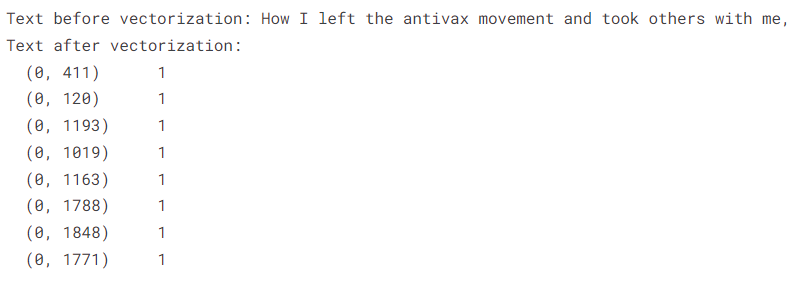 Text before vectorization: How I left the antivax movement and took others with me,
Text after vectorization:
(0, 411) 1
(0, 120) 1
(0, 1193) 1
(0, 1019) 1
(0, 1163) 1
(0, 1788) 1
(0, 1848) 1
(0, 1771) 1